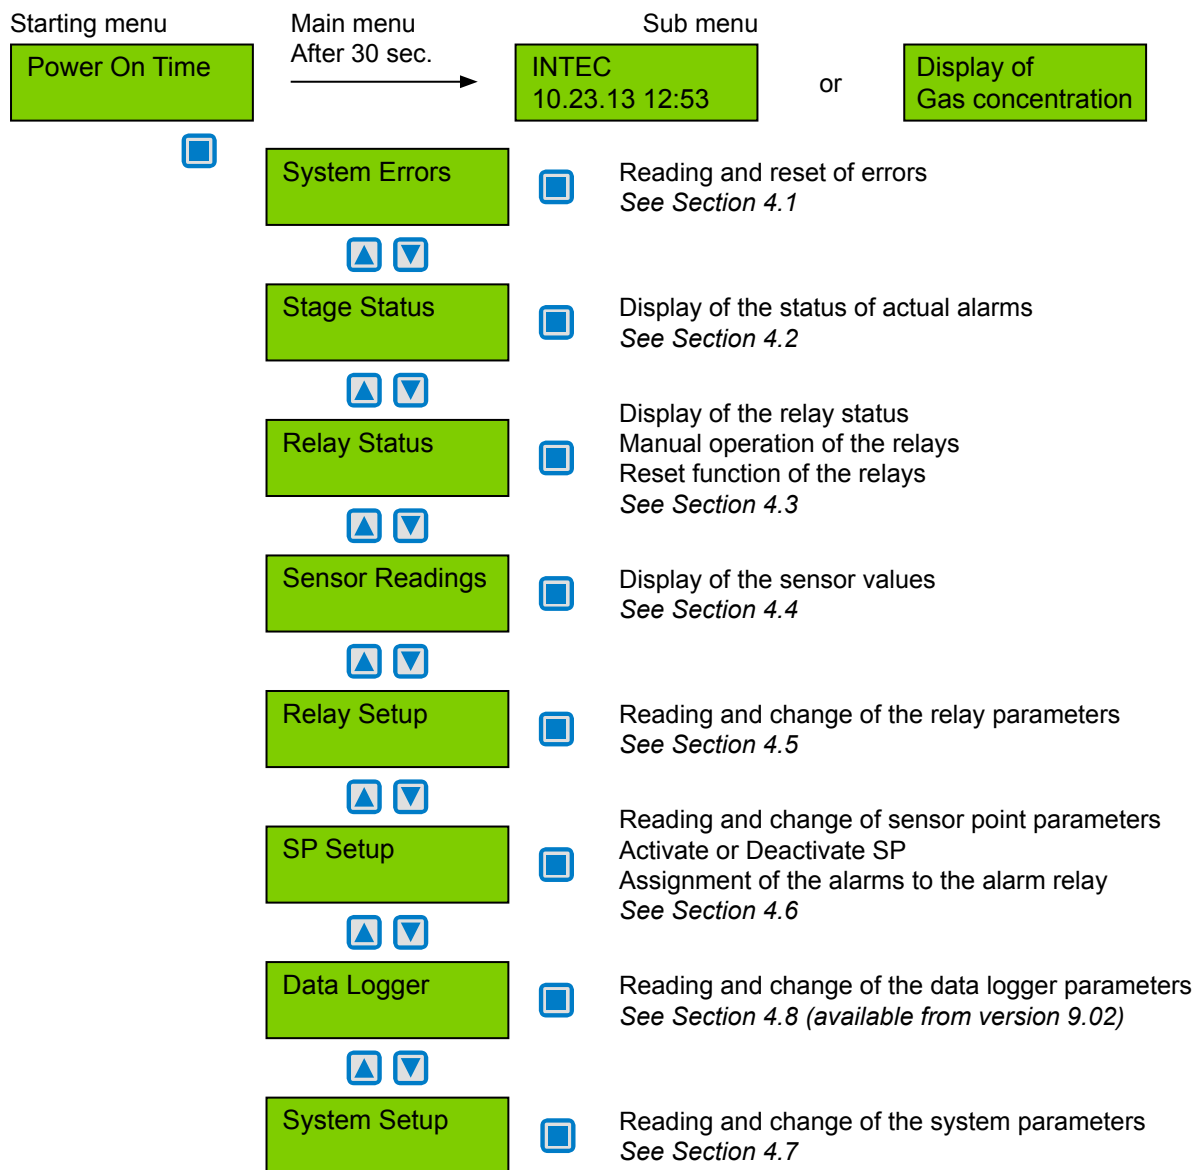 Starting menu
Main menu
Sub menu
After 30 sec.
Power On Time
INTEC
10.23.13 12:53
or
Display of
Gas concentration
System Errors
Reading and reset of errors
See Section 4.1
Stage Status
Display of the status of actual alarms
See Section 4.2
Relay Status
Display of the relay status
Manual operation of the relays
Reset function of the relays
See Section 4.3
Sensor Readings
Display of the sensor values
See Section 4.4
Relay Setup
Reading and change of the relay parameters
See Section 4.5
SP Setup
Reading and change of sensor point parameters
Activate or Deactivate SP
Assignment of the alarms to the alarm relay
See Section 4.6
Data Logger
Reading and change of the data logger parameters
See Section 4.8 (available from version 9.02)
System Setup
Reading and change of the system parameters
See Section 4.7